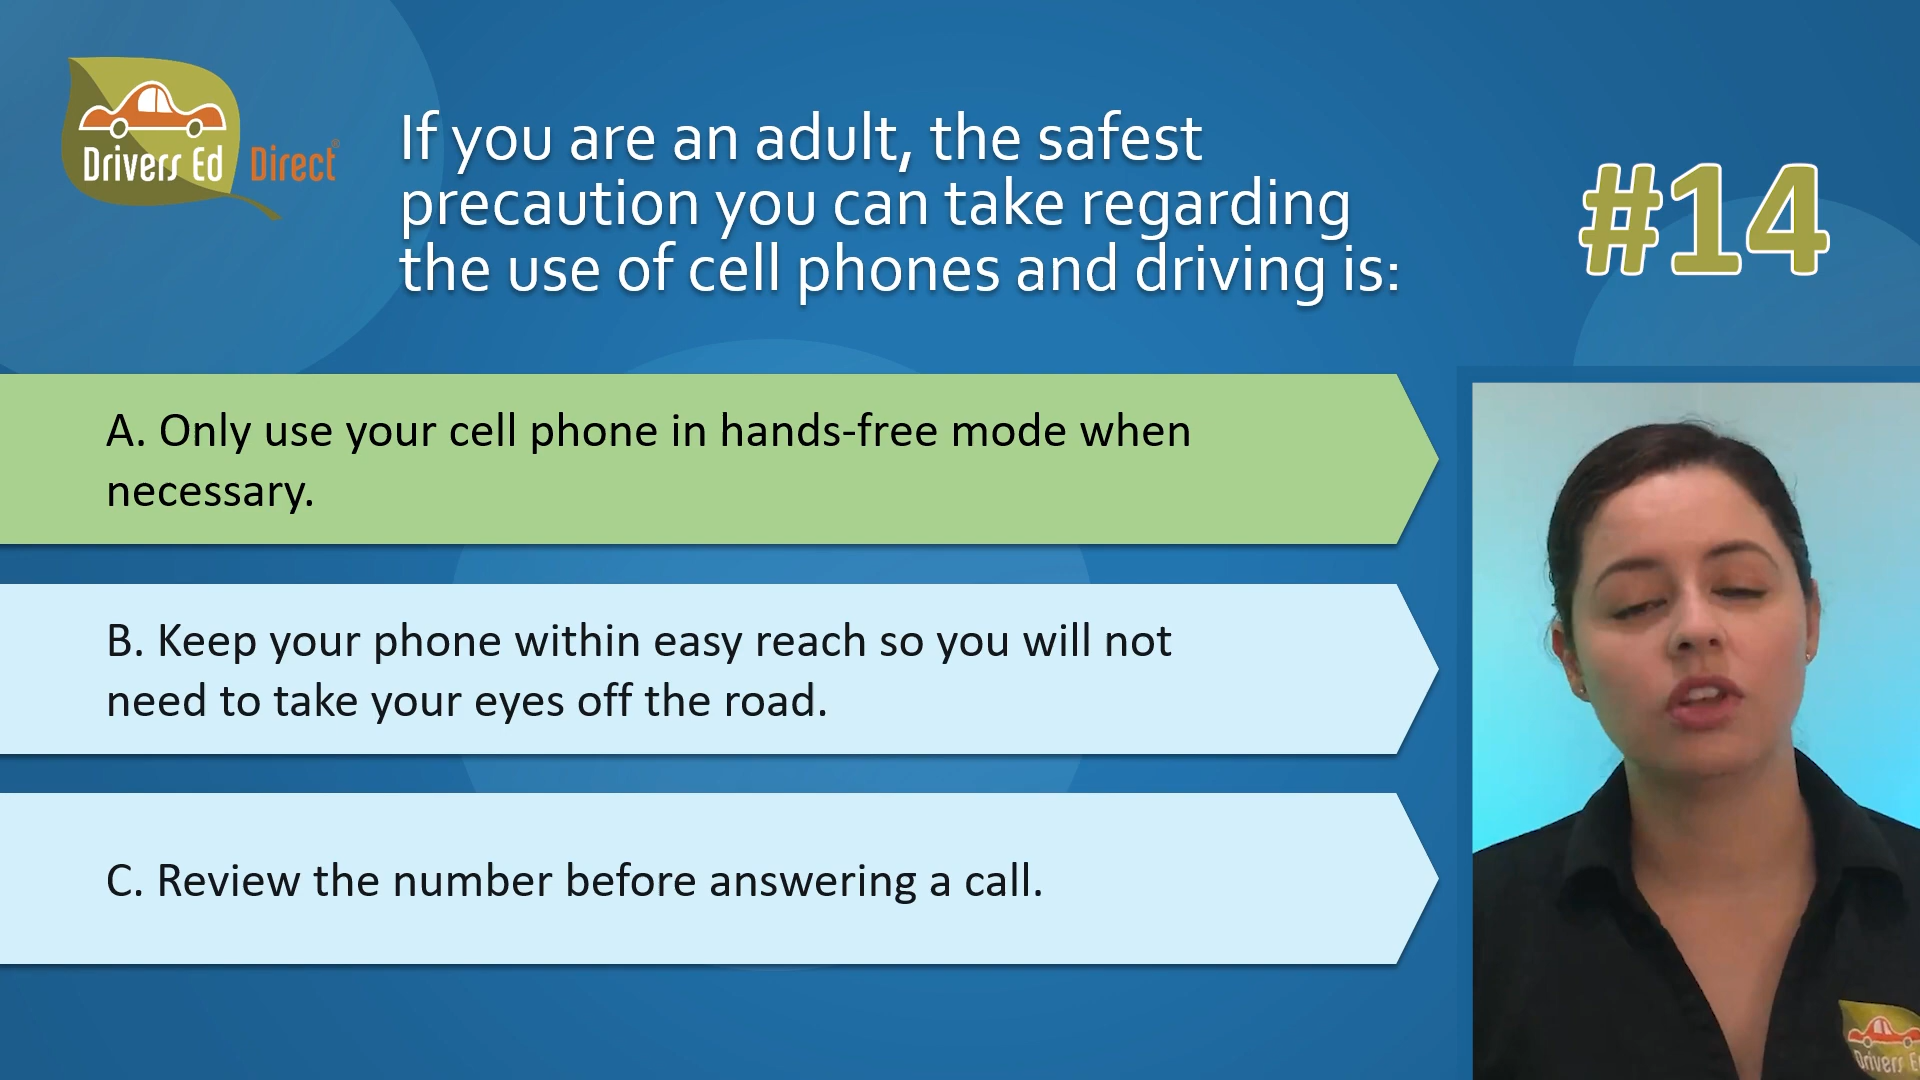 Drivers Ed Direct®
If you are an adult, the safest
precaution you can take regarding
the use of cell phones and driving is:
#14
A. Only use your cell phone in hands-free mode when
necessary.
B. Keep your phone within easy reach so you will not
need to take your eyes off the road.
C. Review the number before answering a call.
Drivers E